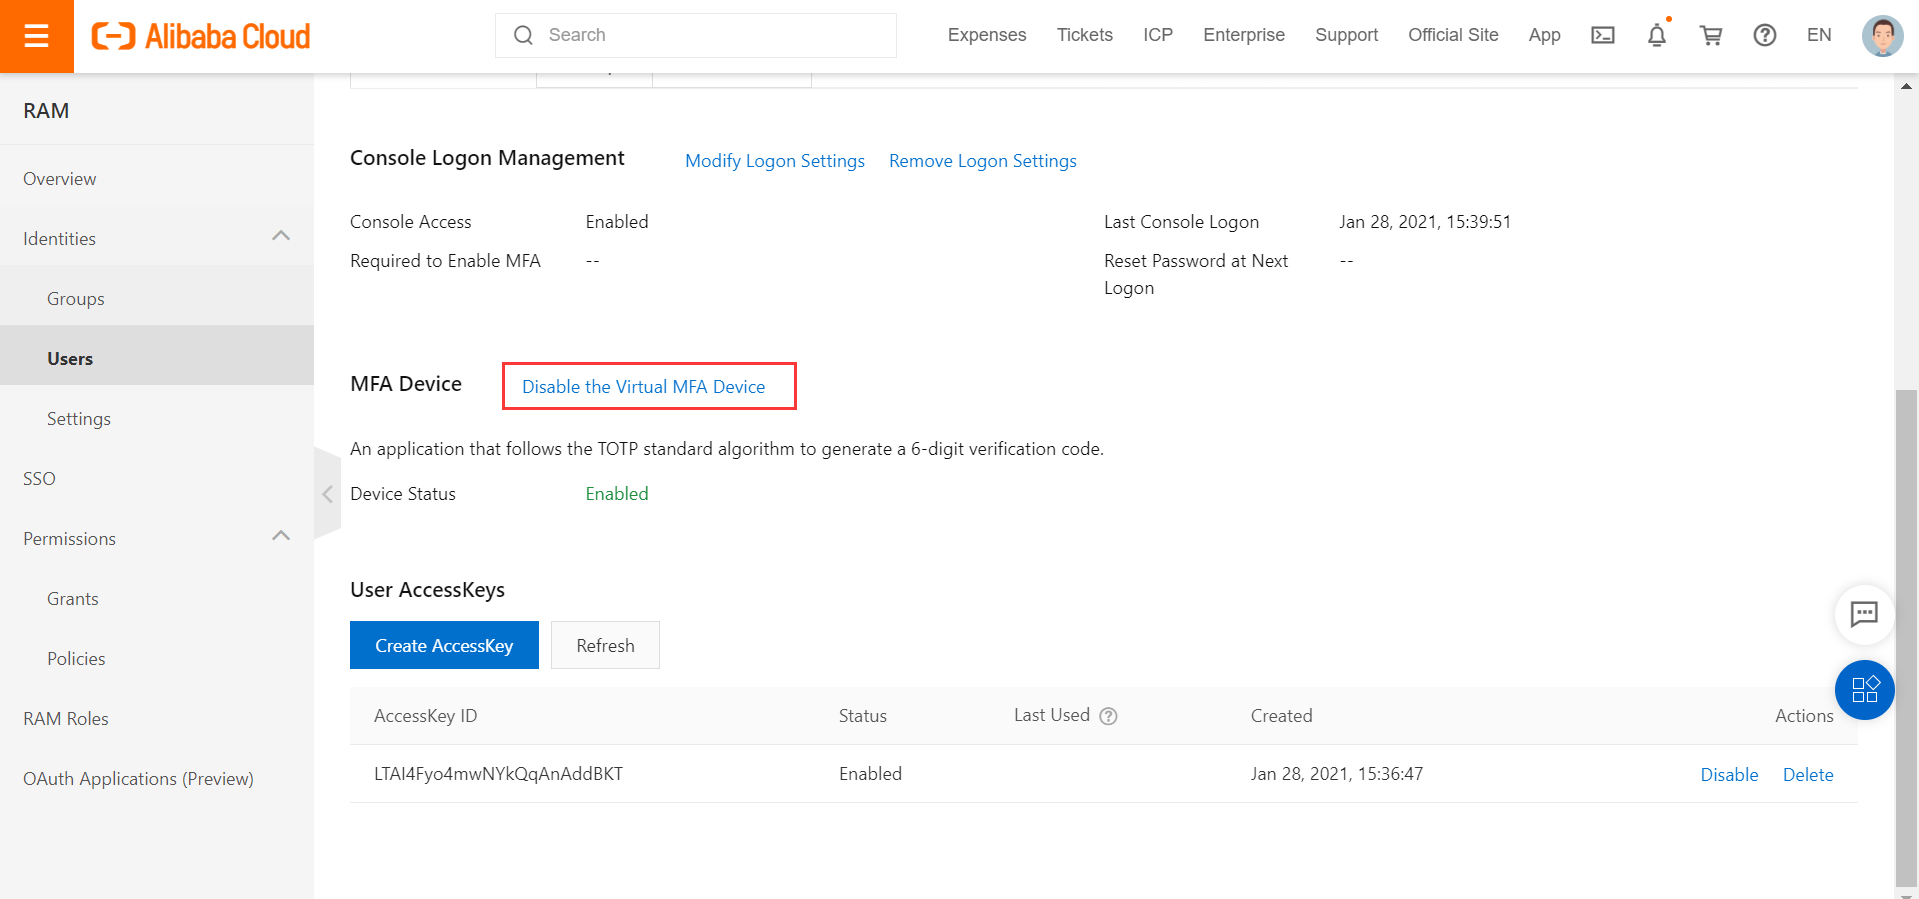 Alibaba Cloud
Search
Expenses Tickets ICP Enterprise Support Official Site App EN
RAM
Overview
Identities
Groups
Users
Settings
SSO
Permissions
Grants
Policies
RAM Roles
OAuth Applications (Preview)
Console Logon Management Modify Logon Settings Remove Logon Settings
Console Access Enabled Last Console Logon Jan 28, 2021, 15:39:51
Required to Enable MFA -- Reset Password at Next Logon --
MFA Device Disable the Virtual MFA Device
An application that follows the TOTP standard algorithm to generate a 6-digit verification code.
Device Status Enabled
User AccessKeys
Create AccessKey Refresh
AccessKey ID Status Last Used Created Actions
LTAI4Fyo4mwNYkQqAnAddBKT Enabled Jan 28, 2021, 15:36:47 Disable Delete